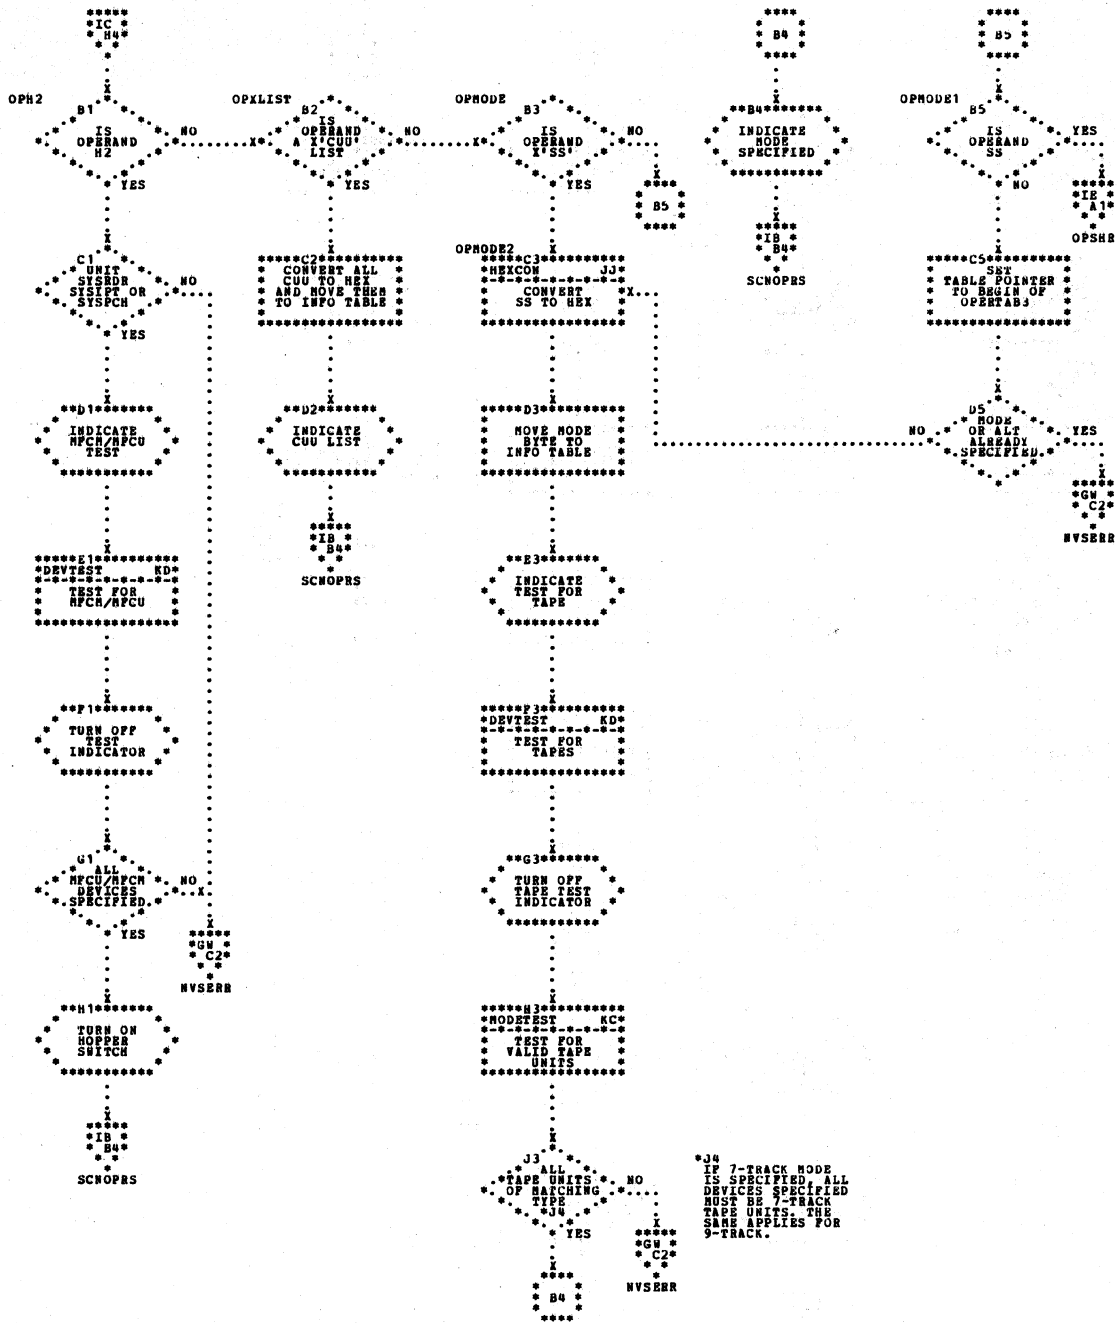 IC
H4
B4
B5
OPH2
B1
IS
OPERAND
H2
NO
YES
OPXLIST
B2
IS
OPERAND
A X'CUU'
LIST
NO
YES
OPMODE
B3
IS
OPERAND
X'SS'
NO
YES
B5
**B4*******
INDICATE
MODE
SPECIFIED
IB
B4
SCNOPRS
OPMODE1
B5
IS
OPERAND
SS
YES
NO
IE
A1
OPSHR
C1
UNIT
SYSRDR
SYSIPT OR
SYSPCH
NO
YES
*****C2**********
CONVERT ALL
CUU TO HEX
AND MOVE THEM
TO INFO TABLE
OPMODE2
*****C3**********
*HEXCON JJ*
*-*-*-*-*-*-*-*-*
CONVERT
SS TO HEX
*****C5**********
SET
TABLE POINTER
TO BEGIN OF
OPERTAB3
**D1*******
INDICATE
MFCM/MFCU
TEST
**D2*******
INDICATE
CUU LIST
IB
B4
SCNOPRS
*****D3**********
MOVE MODE
BYTE TO
INFO TABLE
D5
MODE
OR ALT
ALREADY
SPECIFIED
NO
YES
GW
C2
NVSERR
*****E1**********
*DEVTEST KD*
*-*-*-*-*-*-*-*-*
TEST FOR
MFCM/MFCU
**E3*******
INDICATE
TEST FOR
TAPE
**F1*******
TURN OFF
TEST
INDICATOR
*****F3**********
*DEVTEST KD*
*-*-*-*-*-*-*-*-*
TEST FOR
TAPES
G1
ALL
MFCU/MFCM
DEVICES
SPECIFIED
NO
YES
GW
C2
NVSERR
**G3*******
TURN OFF
TAPE TEST
INDICATOR
**H1*******
TURN ON
HOPPER
SWITCH
IB
B4
SCNOPRS
*****H3**********
*MODETEST KC*
*-*-*-*-*-*-*-*-*
TEST FOR
VALID TAPE
UNITS
J3
ALL
TAPE UNITS
OF MATCHING
TYPE
*J4
NO
YES
GW
C2
NVSERR
B4
*J4
IF 7-TRACK MODE
IS SPECIFIED, ALL
DEVICES SPECIFIED
MUST BE 7-TRACK
TAPE UNITS. THE
SAME APPLIES FOR
9-TRACK.